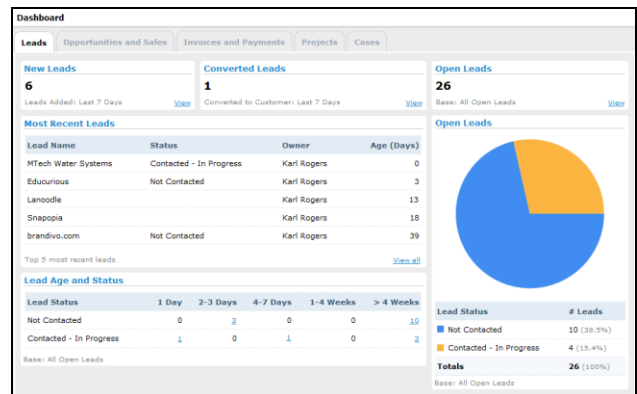 Dashboard
Leads Opportunities and Sales Invoices and Payments Projects Cases
New Leads
6
Leads Added: Last 7 Days View
Converted Leads
1
Converted to Customer: Last 7 Days View
Open Leads
26
Base: All Open Leads View
Most Recent Leads
Lead Name Status Owner Age (Days)
MTech Water Systems Contacted - In Progress Karl Rogers 0
Educurious Not Contacted Karl Rogers 3
Lanoodle Karl Rogers 13
Snapopia Karl Rogers 18
brandivo.com Not Contacted Karl Rogers 39
Top 5 most recent leads View all
Lead Age and Status
Lead Status 1 Day 2-3 Days 4-7 Days 1-4 Weeks > 4 Weeks
Not Contacted 0 3 0 0 10
Contacted - In Progress 1 0 1 0 3
Base: All Open Leads
Open Leads
Lead Status # Leads
Not Contacted 10 (38.5%)
Contacted - In Progress 4 (15.4%)
Totals 26 (100%)
Base: All Open Leads